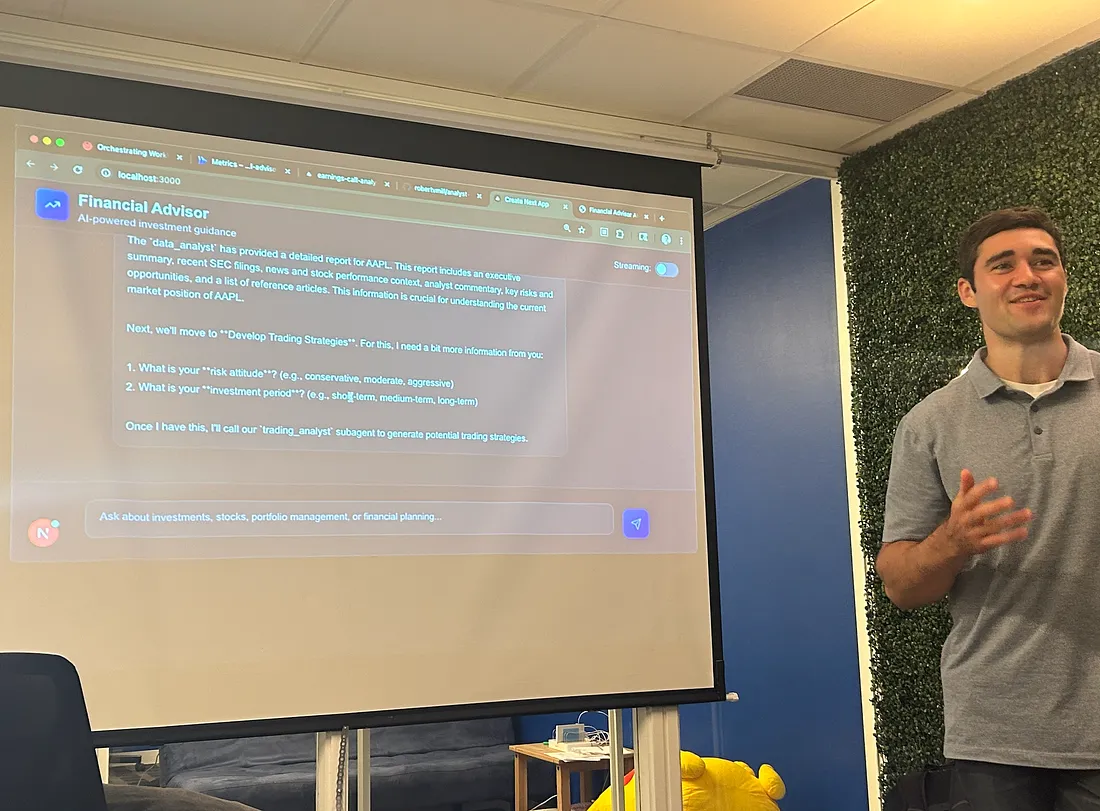 Orchestrating Work
Metrics – ...l-adviso
earnings-call-analy
Create Next App
Financial Advisor A
localhost:3000
Financial Advisor
AI-powered investment guidance
Streaming:
The `data_analyst` has provided a detailed report for AAPL. This report includes an executive
summary, recent SEC filings, news and stock performance context, analyst commentary, key risks and
opportunities, and a list of reference articles. This information is crucial for understanding the current
market position of AAPL.
Next, we'll move to **Develop Trading Strategies**. For this, I need a bit more information from you:
1. What is your **risk attitude**? (e.g., conservative, moderate, aggressive)
2. What is your **investment period**? (e.g., short-term, medium-term, long-term)
Once I have this, I'll call our `trading_analyst` subagent to generate potential trading strategies.
Ask about investments, stocks, portfolio management, or financial planning...
N